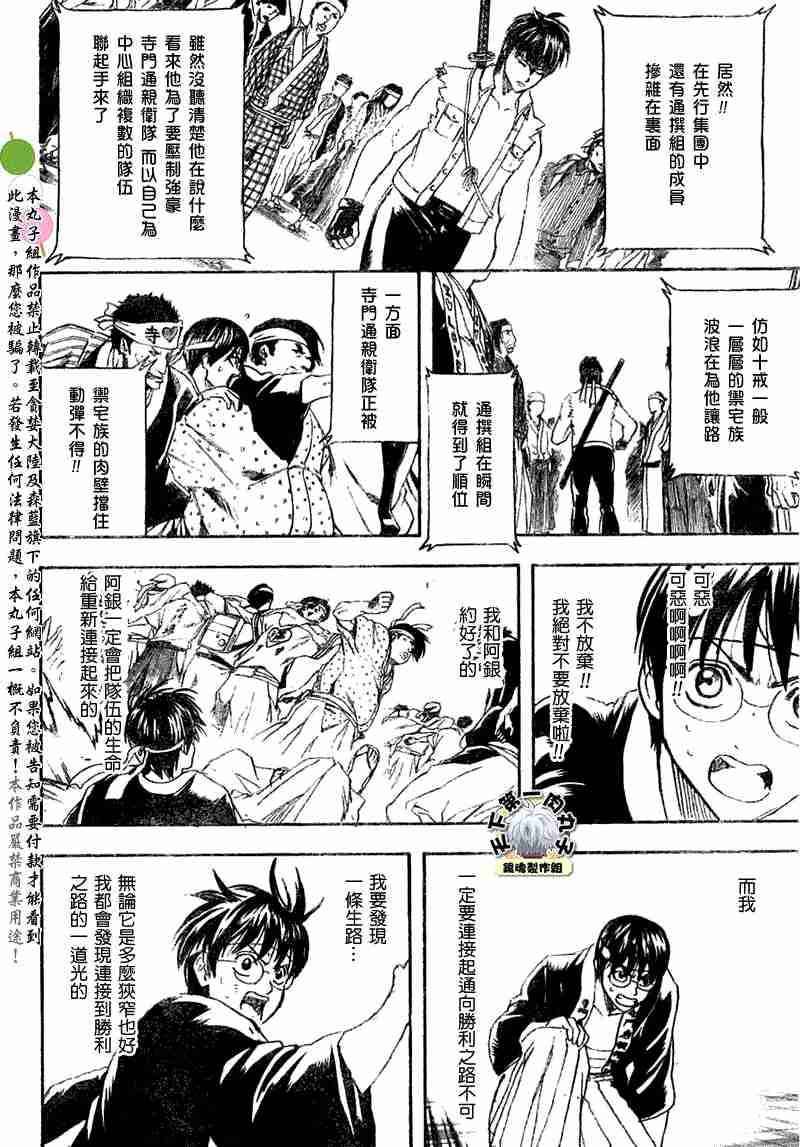 居然!!
在先行集團中
還有通撰組的成員
摻雜在裏面
雖然沒聽清楚他在說什麼
看來他為了要壓制強豪
寺門通親衛隊 而以自己為
中心組織複數的隊伍
聯起手來了
仿如十戒一般
一層層的禦宅族
波浪在為他讓路
通撰組在瞬間
就得到了順位
一方面
寺門通親衛隊正被
禦宅族的肉壁擋住
動彈不得!!
寺
可惡
可惡啊啊啊啊!!
我不放棄!!
我絕對不要放棄啦!!
我和阿銀
約好了的
阿銀一定會把隊伍的生命
給重新連接起來的
而我
一定要連接起通向勝利之路不可
我要發現
一條生路…
無論它是多麼狹窄也好
我都會發現連接到勝利
之路的一道光的
天下第一的丸子
銀魂製作組
本丸子組作品禁止轉載至貪婪大陸及森藍旗下的任何網站。如果您被告知需要付款才能看到
此漫畫，那麼您被騙了。若發生任何法律問題，本丸子組一概不負責！本作品嚴禁商業用途！